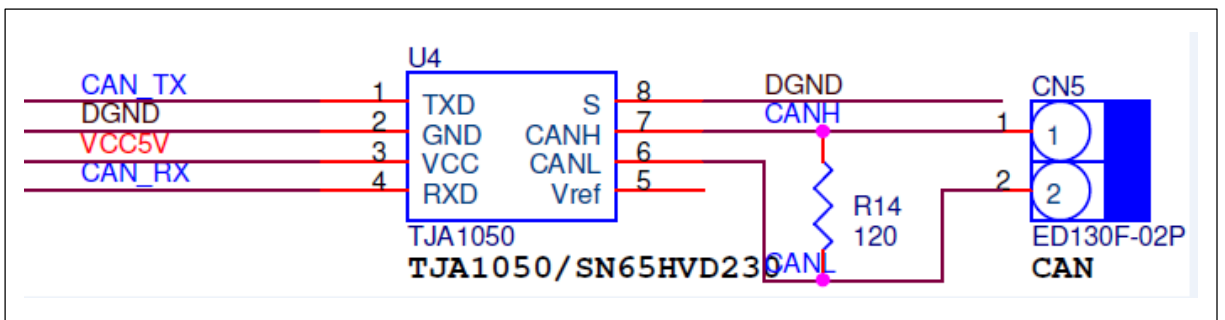 U4
CAN_TX 1 TXD S 8 DGND CN5
DGND 2 GND CANH 7 CANH 1 1
VCC5V 3 VCC CANL 6
CAN_RX 4 RXD Vref 5 2 2
R14
120
TJA1050 ED130F-02P
TJA1050/SN65HVD230 CANL CAN